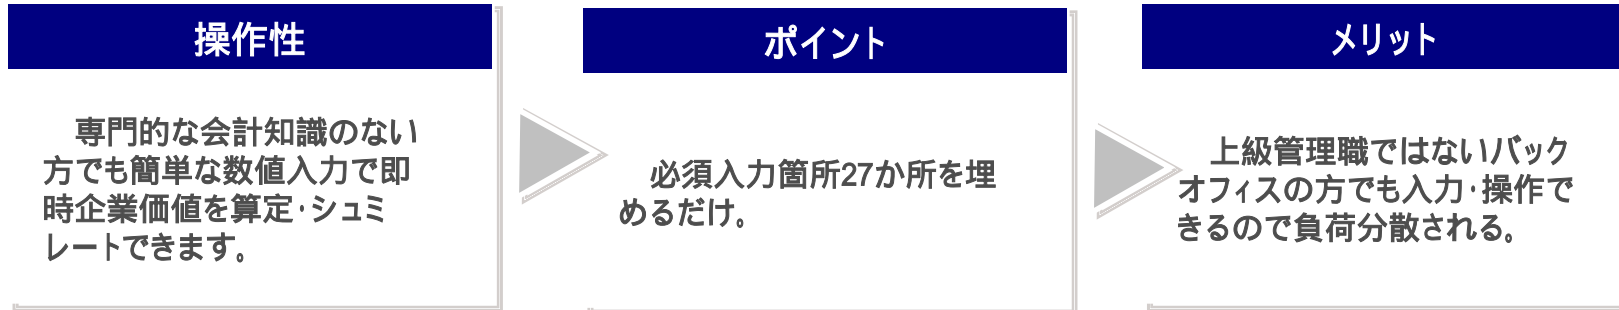 操作性
専門的な会計知識のない
方でも簡単な数値入力で即
時企業価値を算定・シュミ
レートできます。
ポイント
必須入力箇所27か所を埋
めるだけ。
メリット
上級管理職ではないバック
オフィスの方でも入力・操作で
きるので負荷分散される。